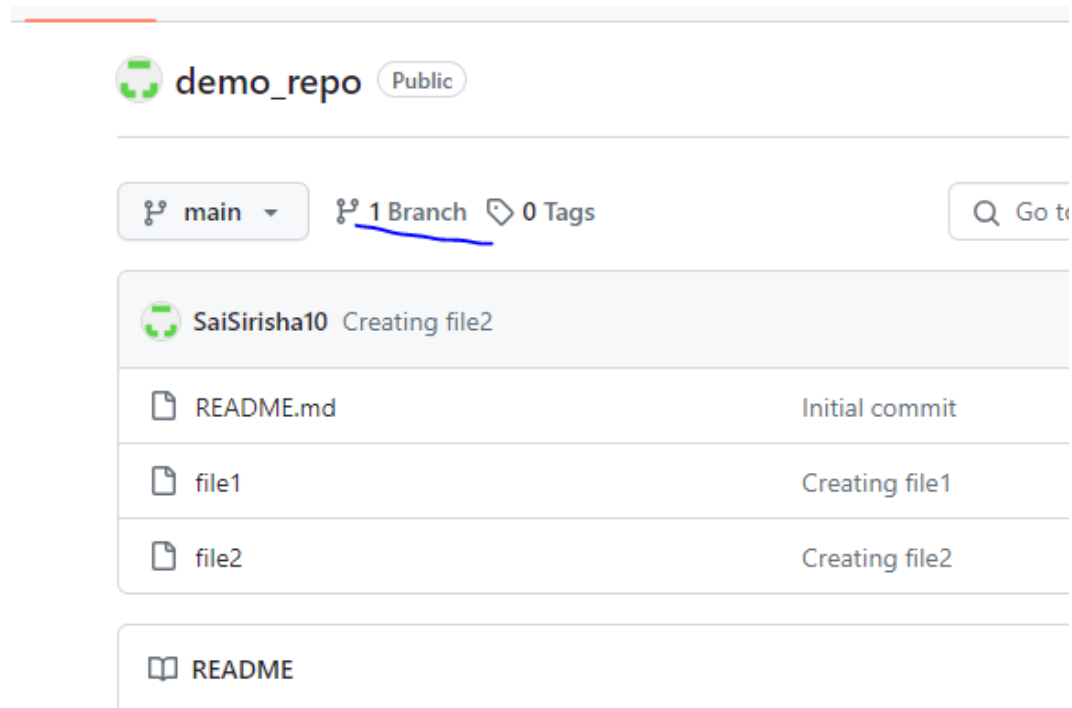 demo_repo Public
main 1 Branch 0 Tags Go to
SaiSirisha10 Creating file2
README.md Initial commit
file1 Creating file1
file2 Creating file2
README